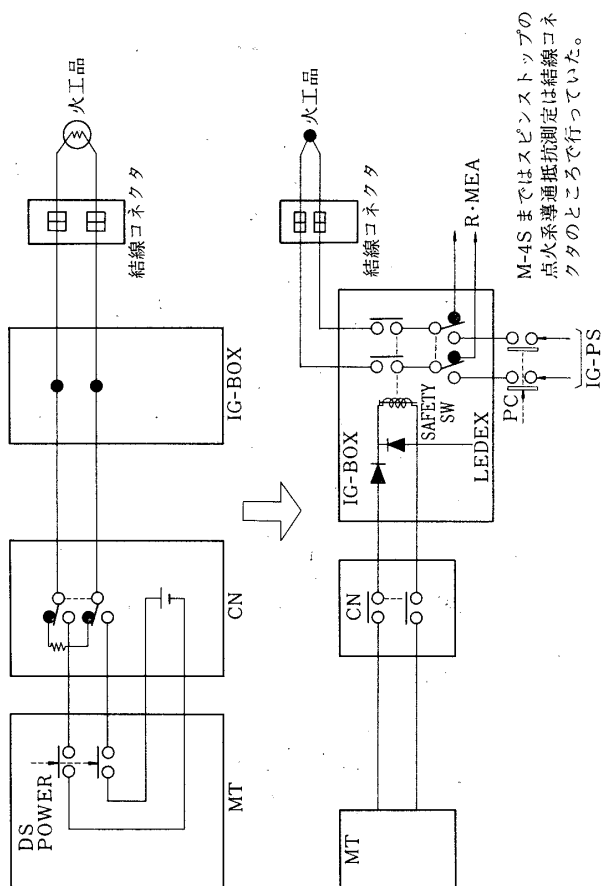 火工品
結線コネクタ
IG-BOX
CN
DS
POWER
MT
火工品
結線コネクタ
R・MEA
IG-BOX
SAFETY
SW
LEDEX
PC
IG-PS
CN
MT
M-4Sまではスピンストップの
点火系導通抵抗測定は結線コネ
クタのところで行っていた。